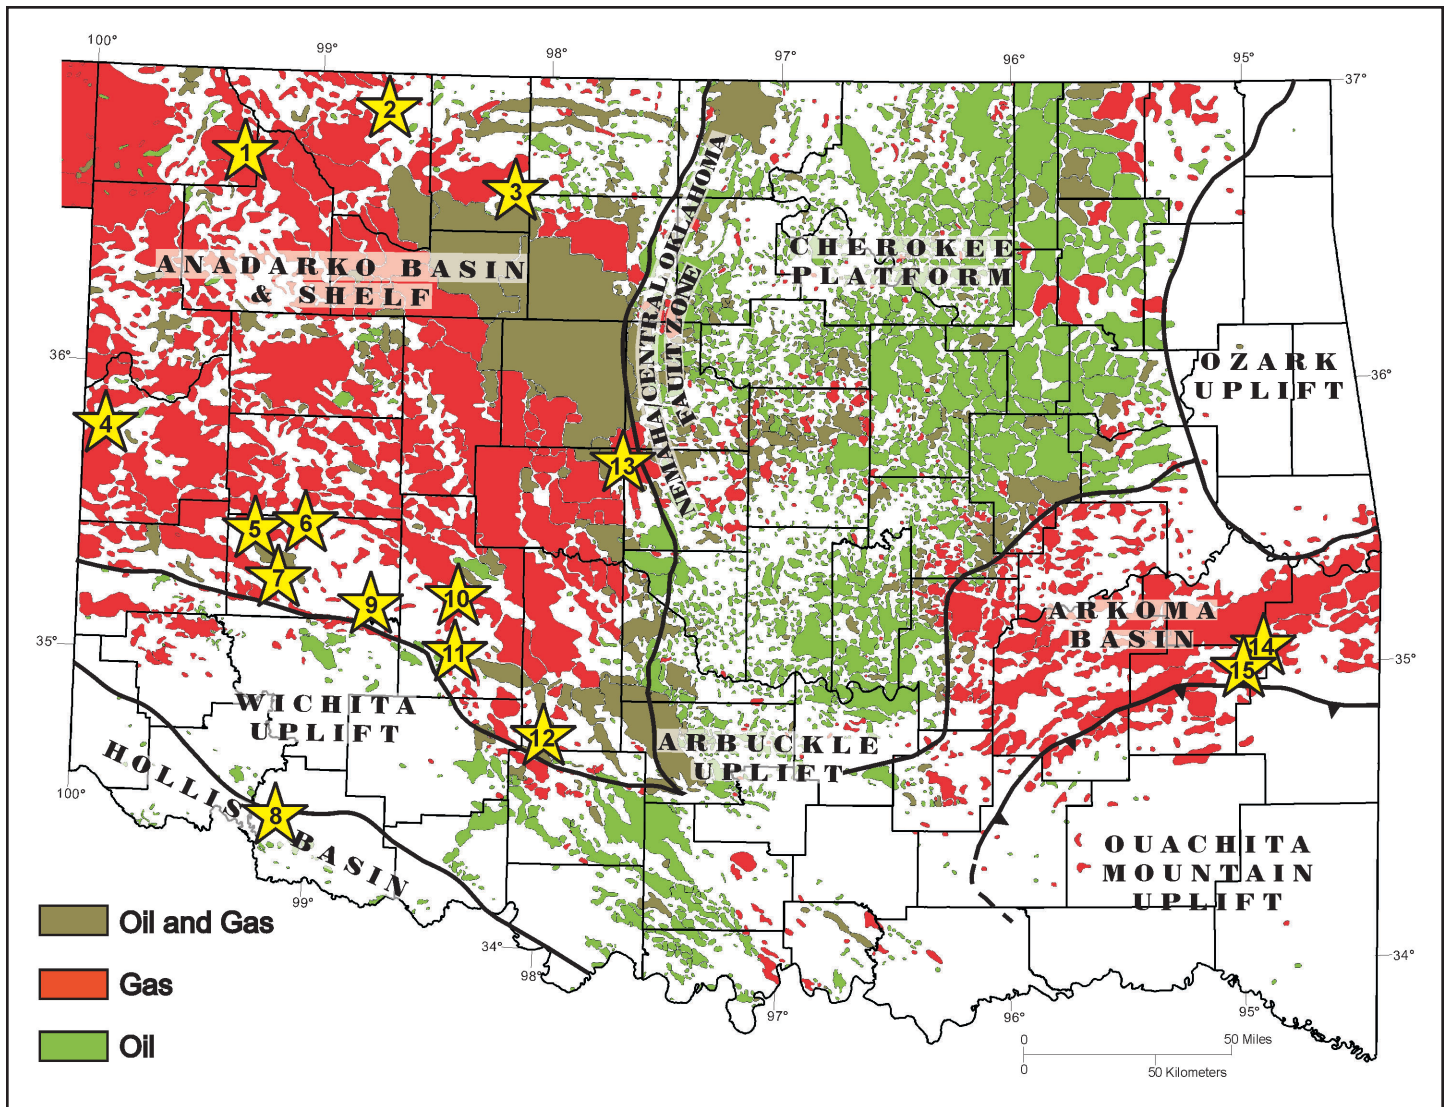 100°
99°
98°
97°
96°
95°
37°
2
1
3
NEMAHA CENTRAL OKLAHOMA
FAULT ZONE
CHEROKEE
PLATFORM
ANADARKO BASIN
& SHELF
36°
OZARK
UPLIFT
36°
4
13
5
6
7
9
10
ARKOMA
BASIN
35°
11
14
15
35°
WICHITA
UPLIFT
12
ARBUCKLE
UPLIFT
HOLLIS BASIN
100°
8
OUACHITA
MOUNTAIN
UPLIFT
99°
Oil and Gas
34°
98°
34°
Gas
97°
96°
95°
Oil
0 50 Miles
0 50 Kilometers